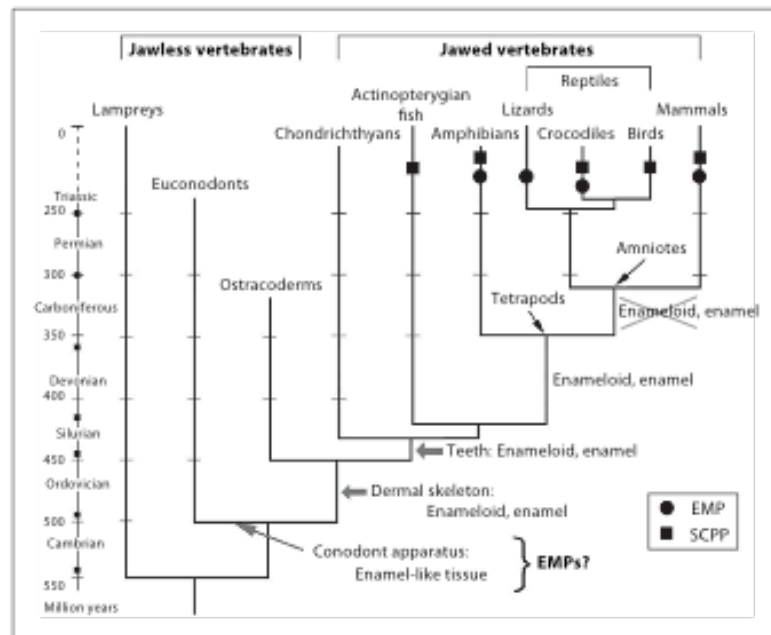 Jawless vertebrates
Jawed vertebrates
Reptiles
Lampreys
Actinopterygian
fish
Lizards
Mammals
Chondrichthyans
Amphibians
Crocodiles
Birds
Euconodonts
Ostracoderms
0
Triassic
250
Permian
300
Carboniferous
350
Devonian
400
Silurian
450
Ordovician
500
Cambrian
550
Million years
Amniotes
Tetrapods
Enameloid, enamel
Enameloid, enamel
Teeth: Enameloid, enamel
Dermal skeleton:
Enameloid, enamel
Conodont apparatus:
Enamel-like tissue
EMPs?
EMP
SCPP